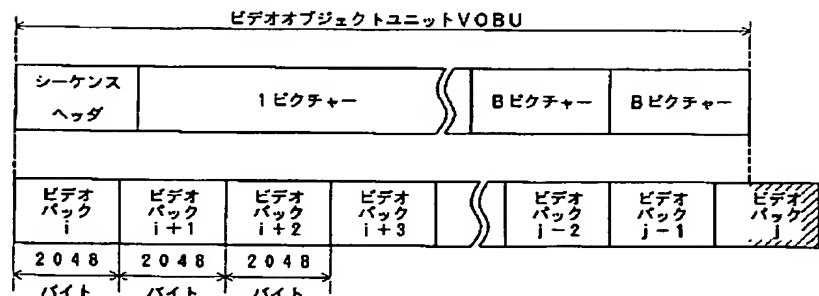 ビデオオブジェクトユニットVOBU
シーケンス
ヘッダ
1ピクチャー
Bピクチャー
Bピクチャー
ビデオ
パック
i
ビデオ
パック
i+1
ビデオ
パック
i+2
ビデオ
パック
i+3
ビデオ
パック
j-2
ビデオ
パック
j-1
ビデオ
パック
j
2048
バイト
2048
バイト
2048
バイト